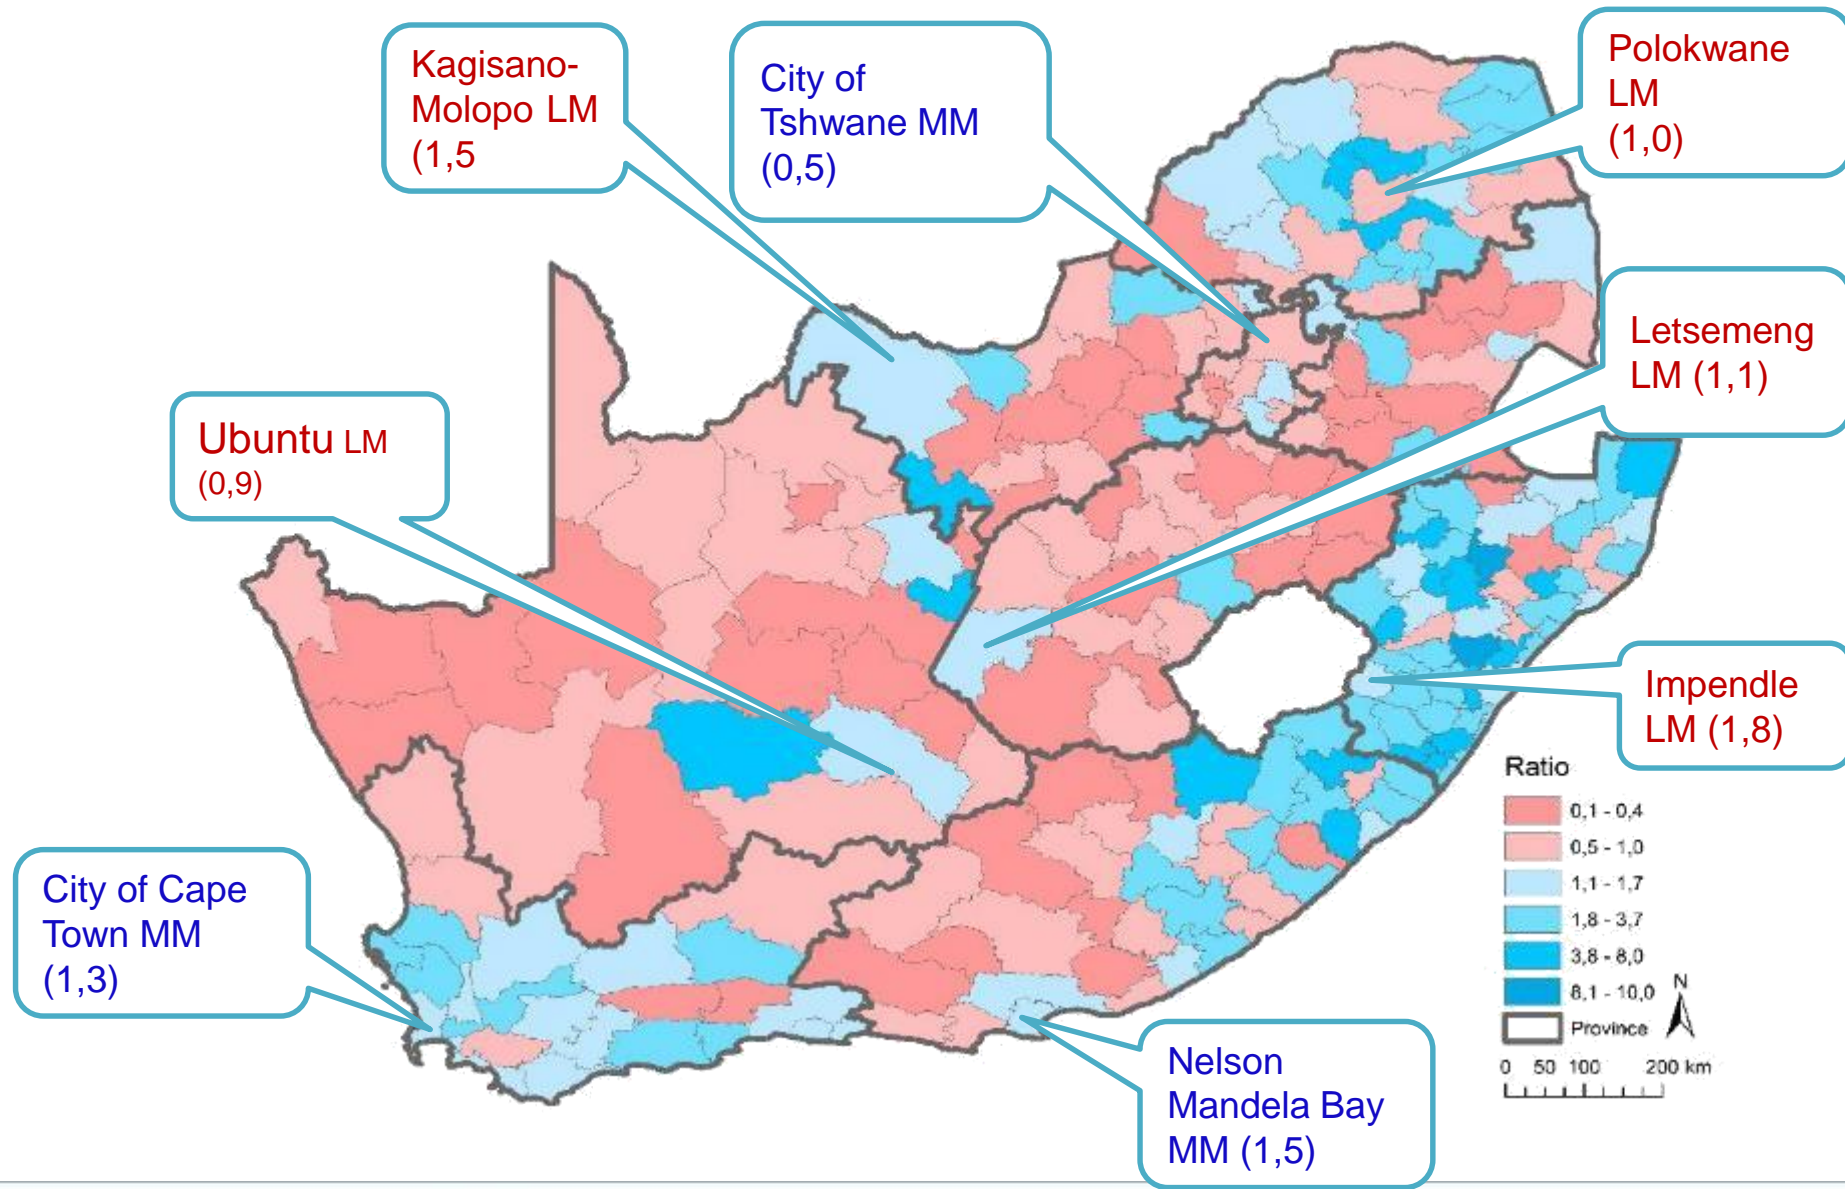 Kagisano-
Molopo LM
(1,5
City of
Tshwane MM
(0,5)
Polokwane
LM
(1,0)
Letsemeng
LM (1,1)
Ubuntu LM
(0,9)
Impendle
LM (1,8)
City of Cape
Town MM
(1,3)
Nelson
Mandela Bay
MM (1,5)
Ratio
0,1 - 0,4
0,5 - 1,0
1,1 - 1,7
1,8 - 3,7
3,8 - 8,0
8,1 - 10,0
Province
N
0 50 100 200 km